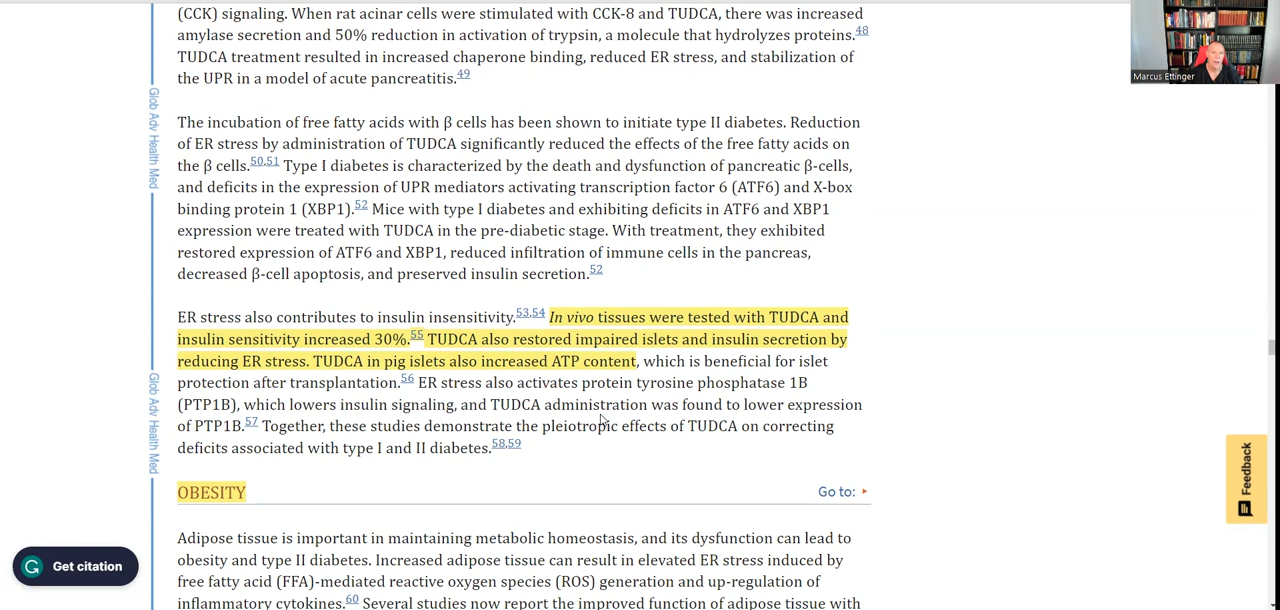 (CCK) signaling. When rat acinar cells were stimulated with CCK-8 and TUDCA, there was increased
amylase secretion and 50% reduction in activation of trypsin, a molecule that hydrolyzes proteins.48
TUDCA treatment resulted in increased chaperone binding, reduced ER stress, and stabilization of
the UPR in a model of acute pancreatitis.49
Marcus Ettinger
Glob Adv Health Med
The incubation of free fatty acids with β cells has been shown to initiate type II diabetes. Reduction
of ER stress by administration of TUDCA significantly reduced the effects of the free fatty acids on
the β cells.50,51 Type I diabetes is characterized by the death and dysfunction of pancreatic β-cells,
and deficits in the expression of UPR mediators activating transcription factor 6 (ATF6) and X-box
binding protein 1 (XBP1).52 Mice with type I diabetes and exhibiting deficits in ATF6 and XBP1
expression were treated with TUDCA in the pre-diabetic stage. With treatment, they exhibited
restored expression of ATF6 and XBP1, reduced infiltration of immune cells in the pancreas,
decreased β-cell apoptosis, and preserved insulin secretion.52
ER stress also contributes to insulin insensitivity.53,54 In vivo tissues were tested with TUDCA and
insulin sensitivity increased 30%.55 TUDCA also restored impaired islets and insulin secretion by
reducing ER stress. TUDCA in pig islets also increased ATP content, which is beneficial for islet
protection after transplantation.56 ER stress also activates protein tyrosine phosphatase 1B
(PTP1B), which lowers insulin signaling, and TUDCA administration was found to lower expression
of PTP1B.57 Together, these studies demonstrate the pleiotropic effects of TUDCA on correcting
deficits associated with type I and II diabetes.58,59
Glob Adv Health Med
Feedback
OBESITY
Go to:
Adipose tissue is important in maintaining metabolic homeostasis, and its dysfunction can lead to
obesity and type II diabetes. Increased adipose tissue can result in elevated ER stress induced by
free fatty acid (FFA)-mediated reactive oxygen species (ROS) generation and up-regulation of
inflammatory cytokines.60 Several studies now report the improved function of adipose tissue with
Get citation